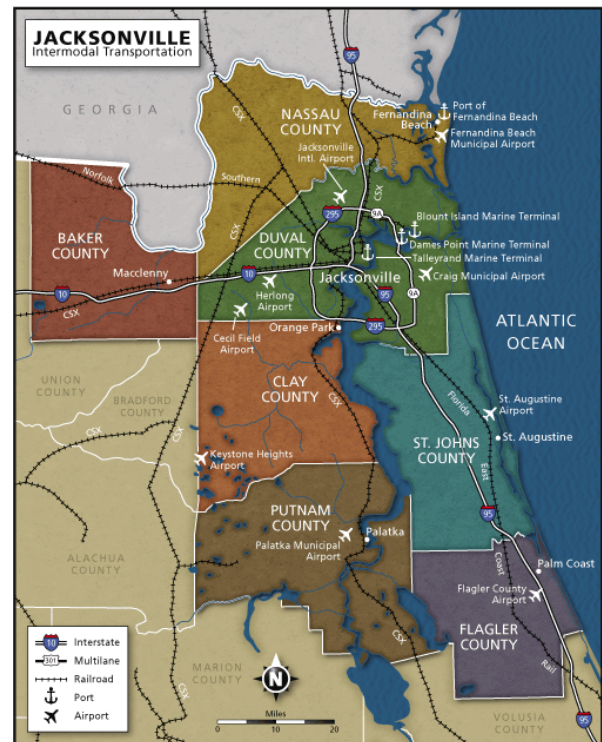 JACKSONVILLE
Intermodal Transportation
95
GEORGIA
CSX
NASSAU
COUNTY
Fernandina
Beach
Port of
Fernandina Beach
Fernandina Beach
Municipal Airport
Jacksonville
Intl. Airport
Norfolk
Southern
CSX
295
9A
Blount Island Marine Terminal
BAKER
COUNTY
DUVAL
COUNTY
Dames Point Marine Terminal
Talleyrand Marine Terminal
Macclenny
10
Jacksonville
Craig Municipal Airport
10
Herlong
Airport
95
9A
CSX
Cecil Field
Airport
Orange Park
295
ATLANTIC
OCEAN
UNION
COUNTY
BRADFORD
COUNTY
CLAY
COUNTY
CSX
Florida
St. Augustine
Airport
CSX
Keystone Heights
Airport
ST. JOHNS
COUNTY
St. Augustine
East
PUTNAM
COUNTY
95
Palatka Municipal
Airport
Palatka
ALACHUA
COUNTY
Coast
Palm Coast
Flagler County
Airport
FLAGLER
COUNTY
CSX
Rail
10 Interstate
301 Multilane
Railroad
Port
Airport
CSX
MARION
COUNTY
N
Miles
0 10 20
VOLUSIA
COUNTY
95